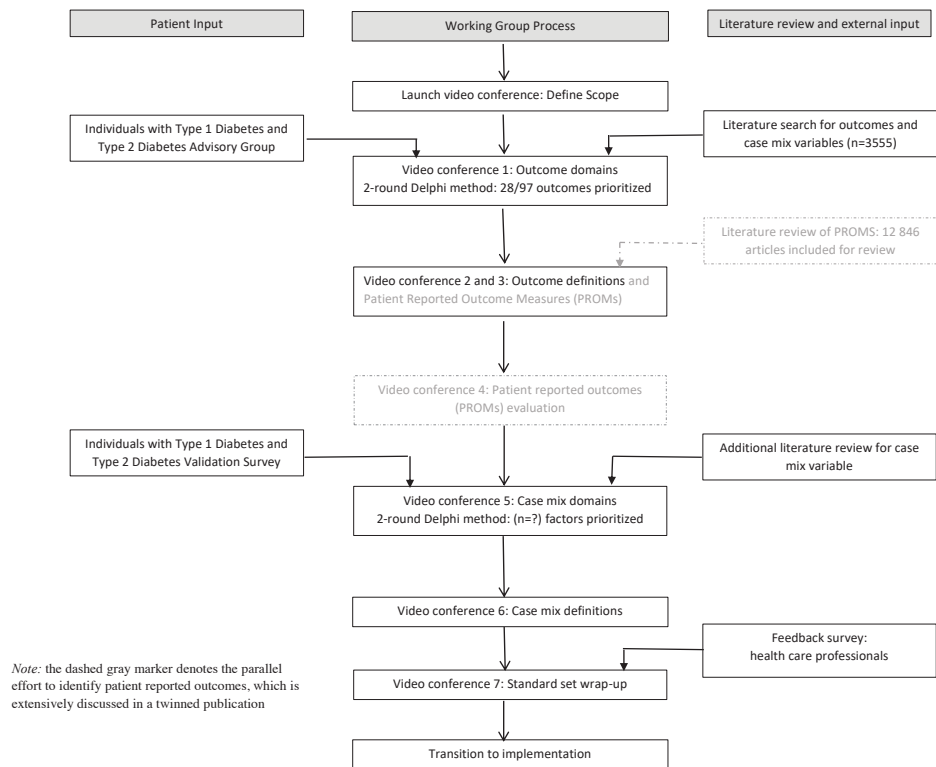 Patient Input
Working Group Process
Literature review and external input
Launch video conference: Define Scope
Individuals with Type 1 Diabetes and
Type 2 Diabetes Advisory Group
Literature search for outcomes and
case mix variables (n=3555)
Video conference 1: Outcome domains
2-round Delphi method: 28/97 outcomes prioritized
Literature review of PROMS: 12 846
articles included for review
Video conference 2 and 3: Outcome definitions and
Patient Reported Outcome Measures (PROMs)
Video conference 4: Patient reported outcomes
(PROMs) evaluation
Individuals with Type 1 Diabetes and
Type 2 Diabetes Validation Survey
Additional literature review for case
mix variable
Video conference 5: Case mix domains
2-round Delphi method: (n=?) factors prioritized
Video conference 6: Case mix definitions
Feedback survey:
health care professionals
Note: the dashed gray marker denotes the parallel
effort to identify patient reported outcomes, which is
extensively discussed in a twinned publication
Video conference 7: Standard set wrap-up
Transition to implementation